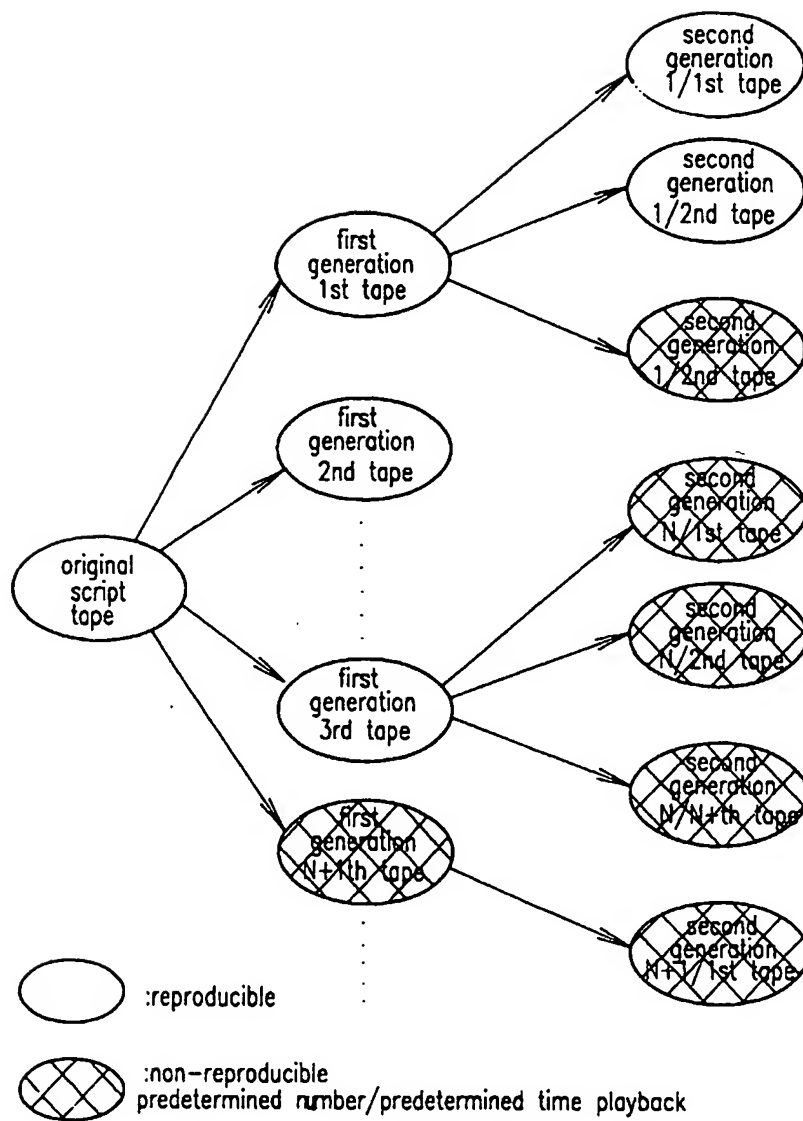 second
generation
1/1st tape
second
generation
1/2nd tape
first
generation
1st tape
second
generation
1/2nd tape
first
generation
2nd tape
second
generation
N/1st tape
original
script
tape
second
generation
N/2nd tape
first
generation
3rd tape
second
generation
N/N+th tape
first
generation
N+1th tape
second
generation
N+1/1st tape
:reproducible
:non-reproducible
predetermined number/predetermined time playback